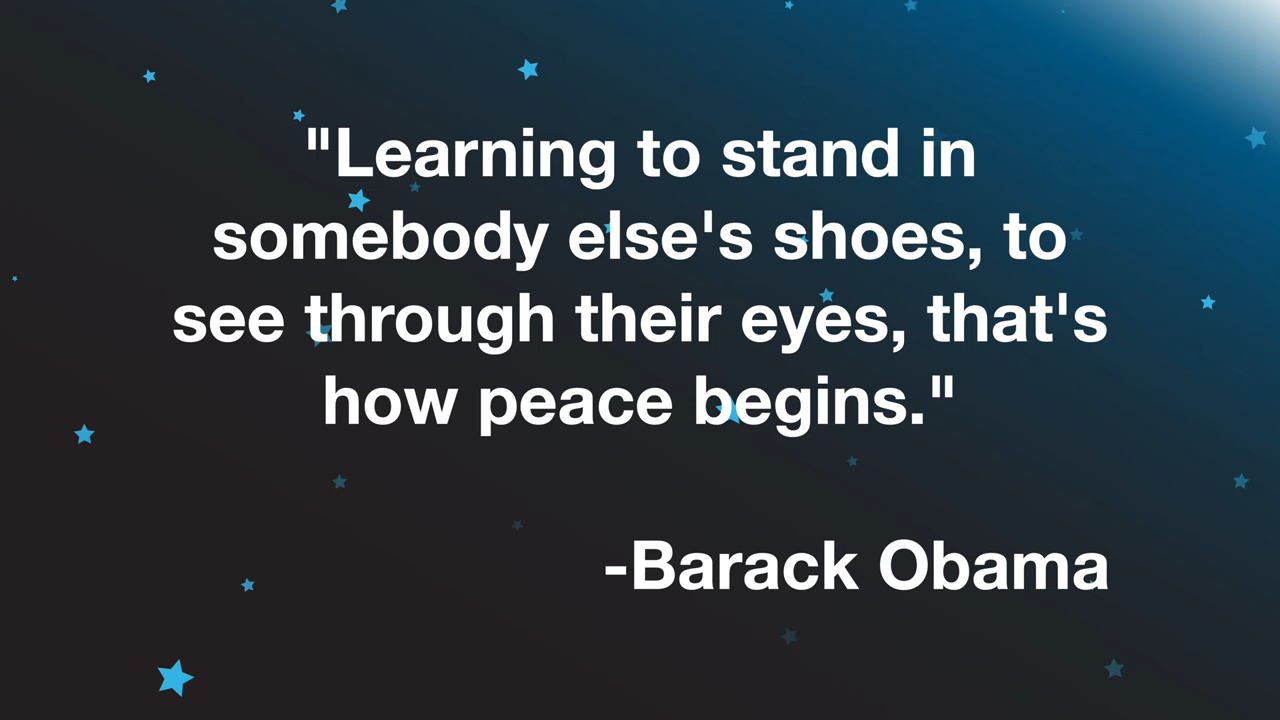 "Learning to stand in
somebody else's shoes, to
see through their eyes, that's
how peace begins."
-Barack Obama